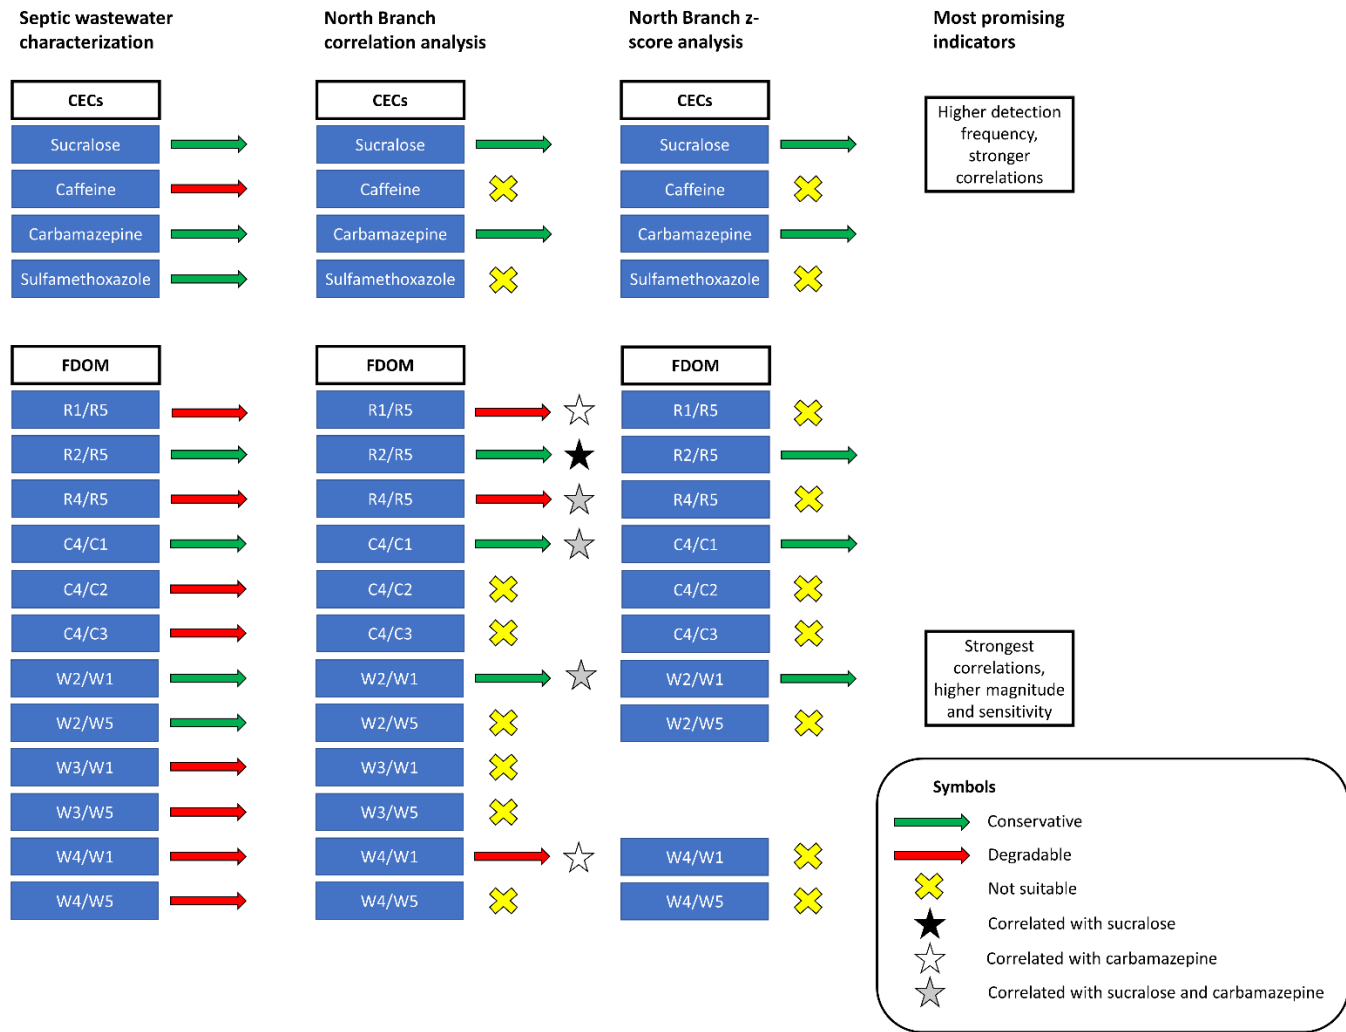 Septic wastewater
characterization
North Branch
correlation analysis
North Branch z-
score analysis
Most promising
indicators
CECs
CECs
CECs
Higher detection
frequency,
stronger
correlations
Sucralose
Sucralose
Sucralose
Caffeine
Caffeine
Caffeine
Carbamazepine
Carbamazepine
Carbamazepine
Sulfamethoxazole
Sulfamethoxazole
Sulfamethoxazole
FDOM
FDOM
FDOM
R1/R5
R1/R5
R1/R5
R2/R5
R2/R5
R2/R5
R4/R5
R4/R5
R4/R5
C4/C1
C4/C1
C4/C1
C4/C2
C4/C2
C4/C2
C4/C3
C4/C3
C4/C3
W2/W1
W2/W1
W2/W1
Strongest
correlations,
higher magnitude
and sensitivity
W2/W5
W2/W5
W2/W5
W3/W1
W3/W1
W3/W5
W3/W5
W4/W1
W4/W1
W4/W1
W4/W5
W4/W5
W4/W5
Symbols
Conservative
Degradable
Not suitable
Correlated with sucralose
Correlated with carbamazepine
Correlated with sucralose and carbamazepine